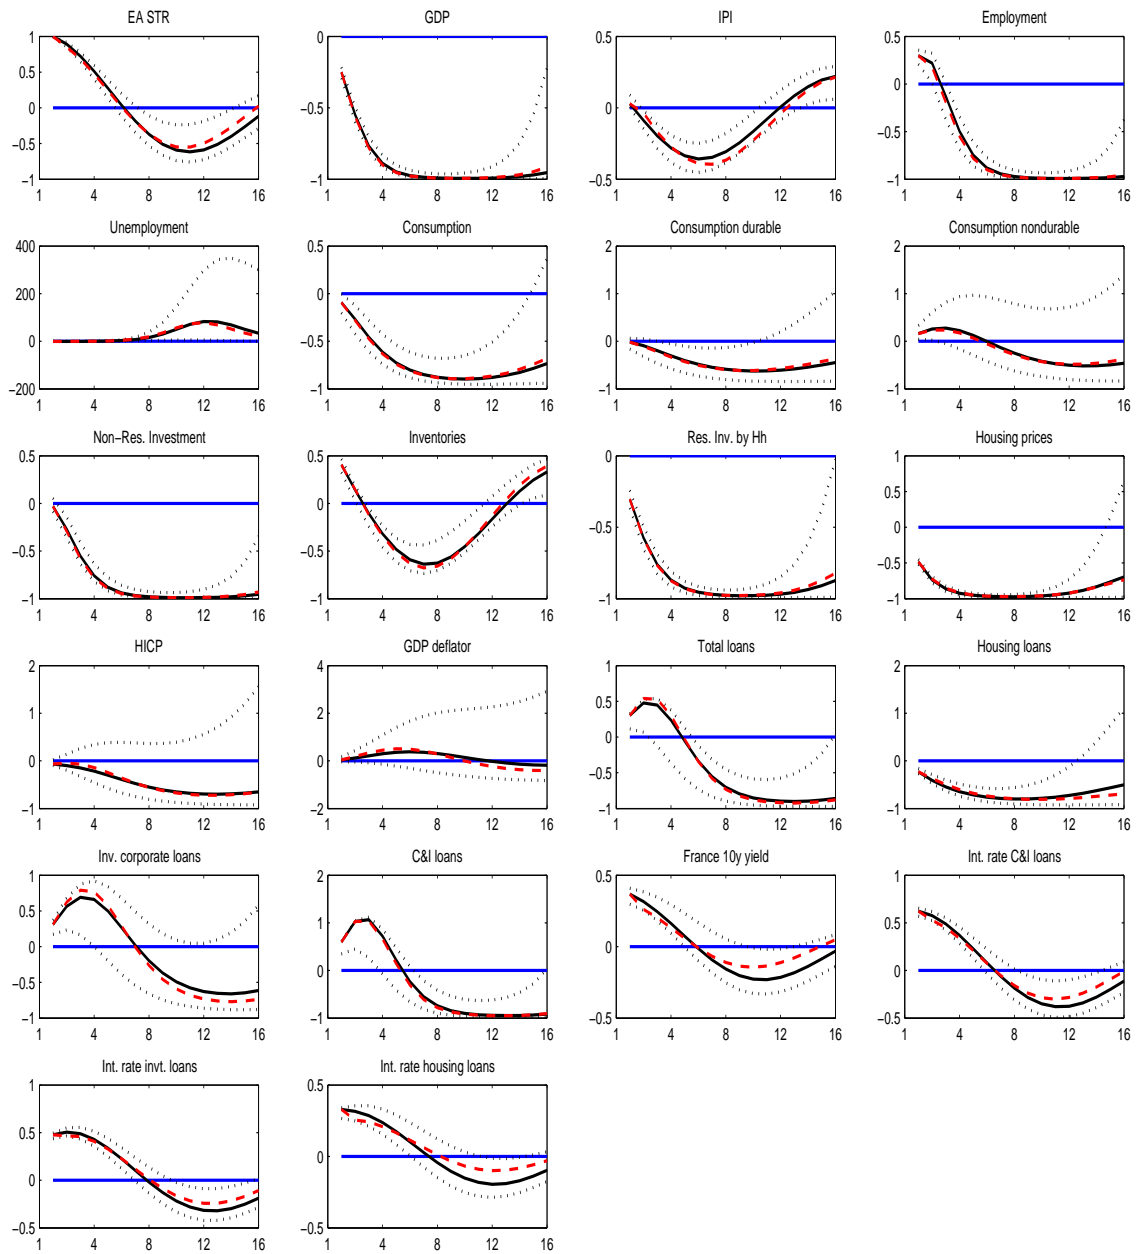 EA STR
GDP
IPI
Employment
1
0.5
0
−0.5
−1
1 4 8 12 16
0
−0.5
−1
1 4 8 12 16
0.5
0
−0.5
1 4 8 12 16
0.5
0
−0.5
−1
1 4 8 12 16
Unemployment
Consumption
Consumption durable
Consumption nondurable
400
200
0
−200
1 4 8 12 16
0.5
0
−0.5
−1
1 4 8 12 16
2
1
0
−1
1 4 8 12 16
2
1
0
−1
1 4 8 12 16
Non−Res. Investment
Inventories
Res. Inv. by Hh
Housing prices
0.5
0
−0.5
−1
1 4 8 12 16
0.5
0
−0.5
−1
1 4 8 12 16
0
−0.5
−1
1 4 8 12 16
1
0.5
0
−0.5
−1
1 4 8 12 16
HICP
GDP deflator
Total loans
Housing loans
2
1
0
−1
1 4 8 12 16
4
2
0
−2
1 4 8 12 16
1
0.5
0
−0.5
−1
1 4 8 12 16
2
1
0
−1
1 4 8 12 16
Inv. corporate loans
C&I loans
France 10y yield
Int. rate C&I loans
1
0.5
0
−0.5
−1
1 4 8 12 16
2
1
0
−1
1 4 8 12 16
0.5
0
−0.5
1 4 8 12 16
1
0.5
0
−0.5
1 4 8 12 16
Int. rate invt. loans
Int. rate housing loans
1
0.5
0
−0.5
1 4 8 12 16
0.5
0
−0.5
1 4 8 12 16